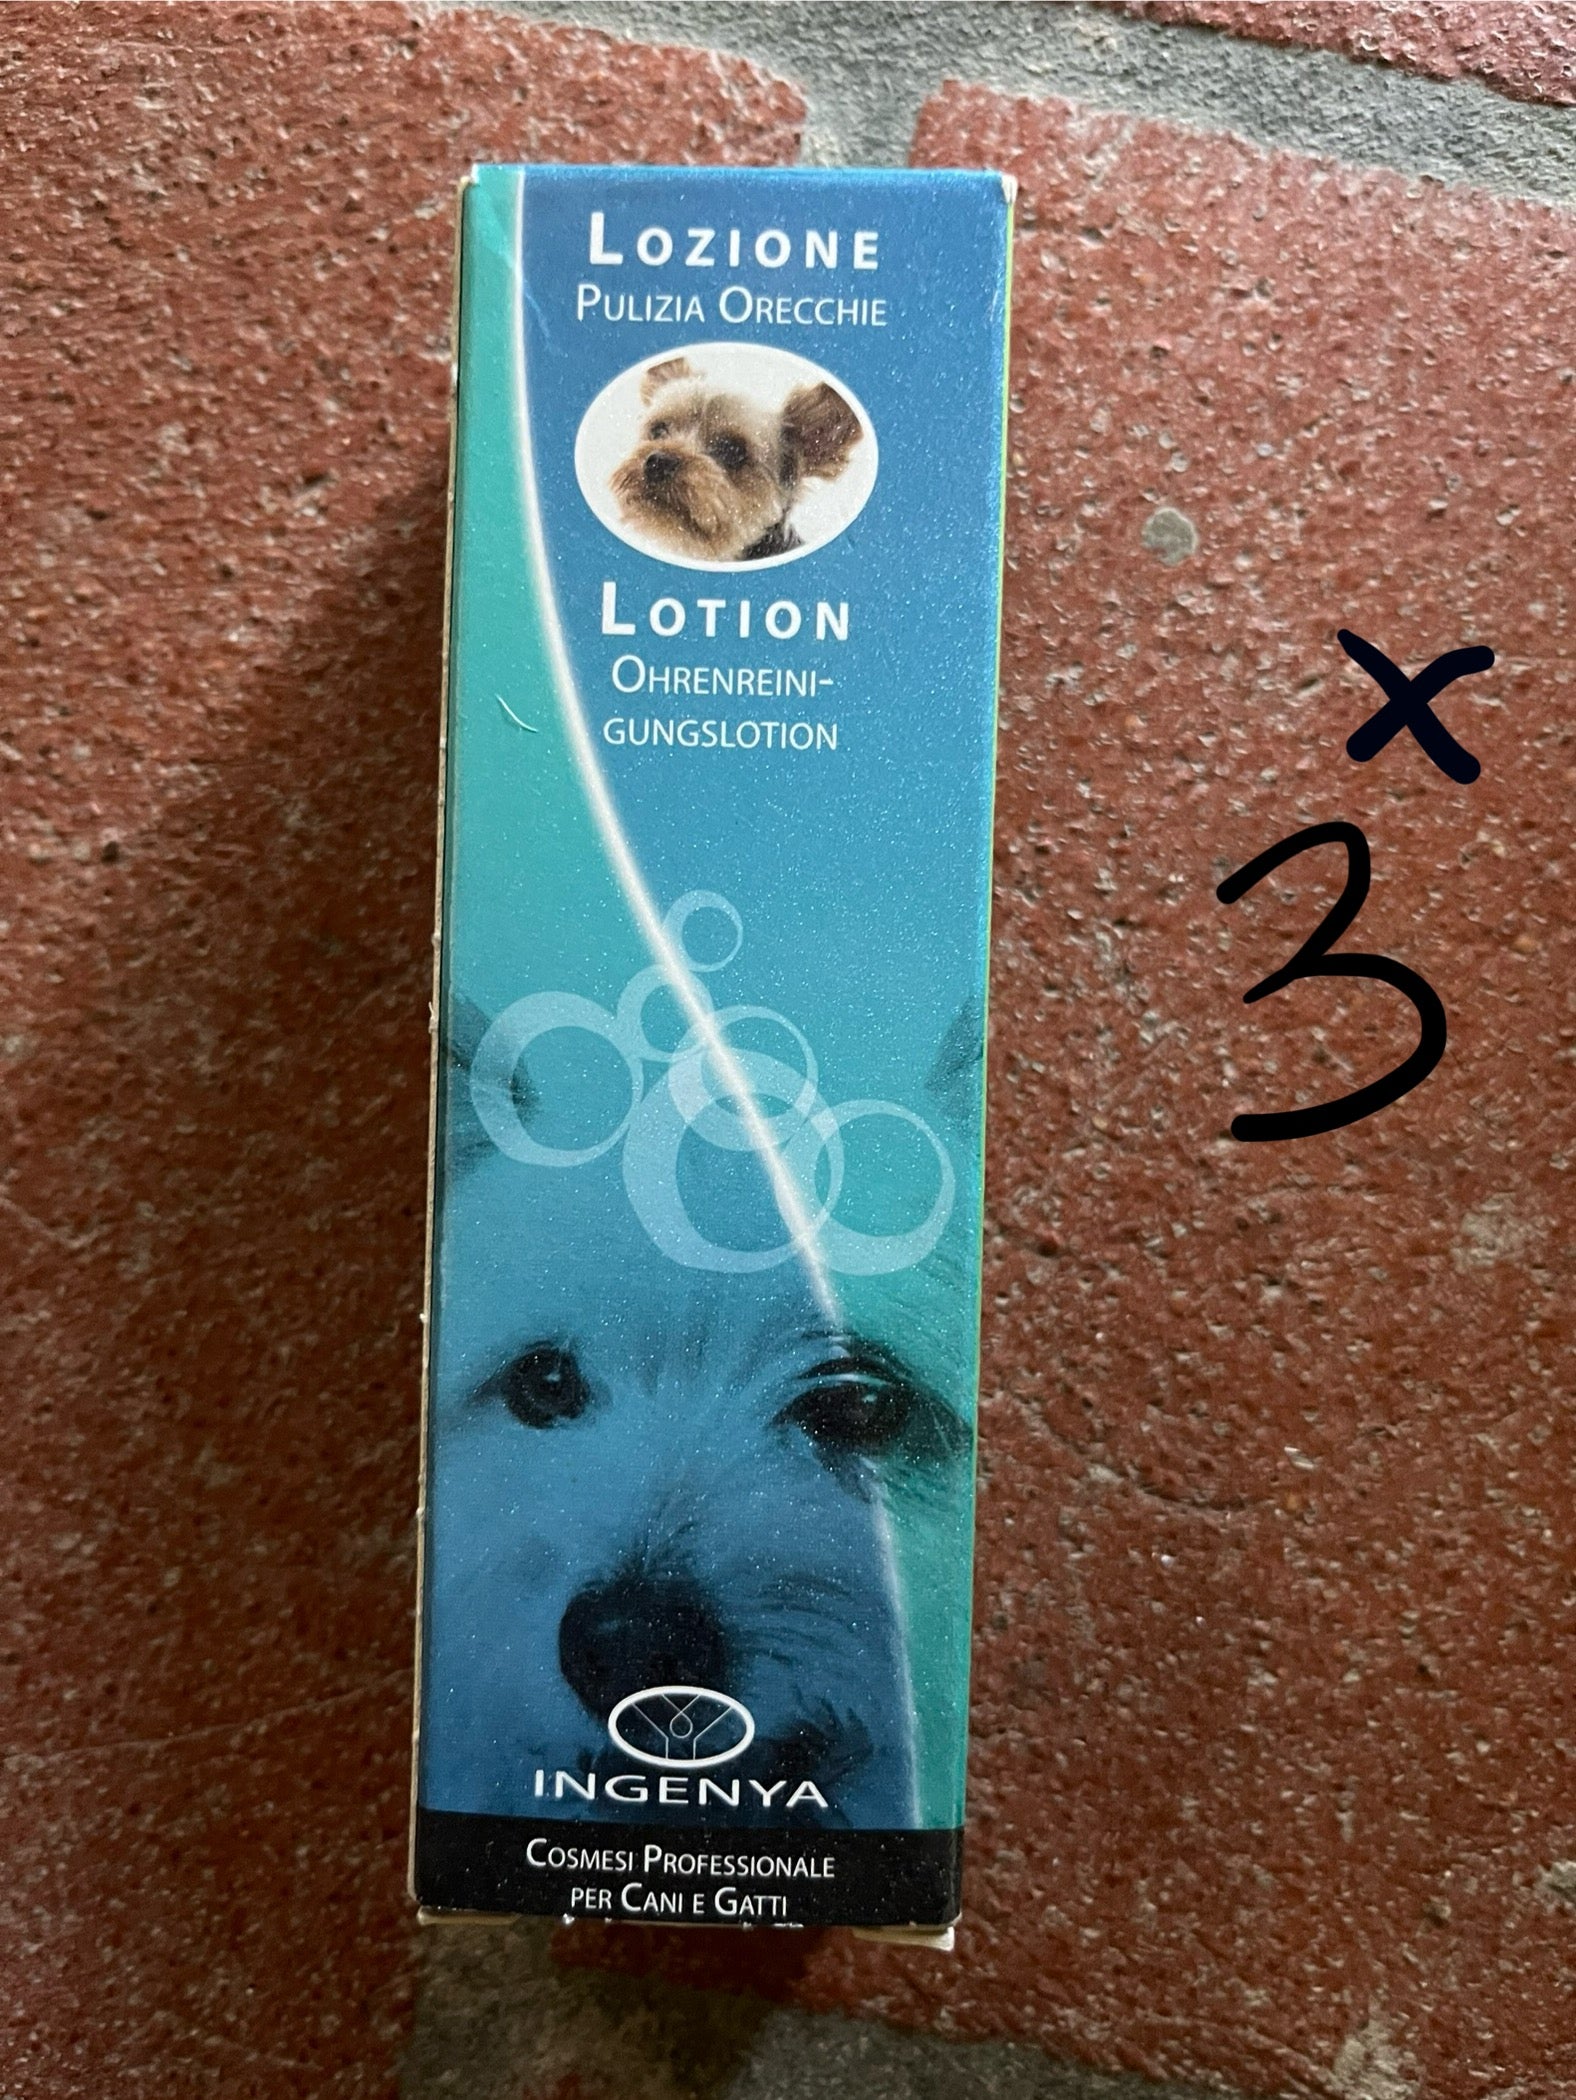 LOZIONE
PULIZIA ORECCHIE
LOTION
OHRENREINI-
GUNGSLOTION
x
3
INGENYA
COSMESI PROFESSIONALE
PER CANI E GATTI